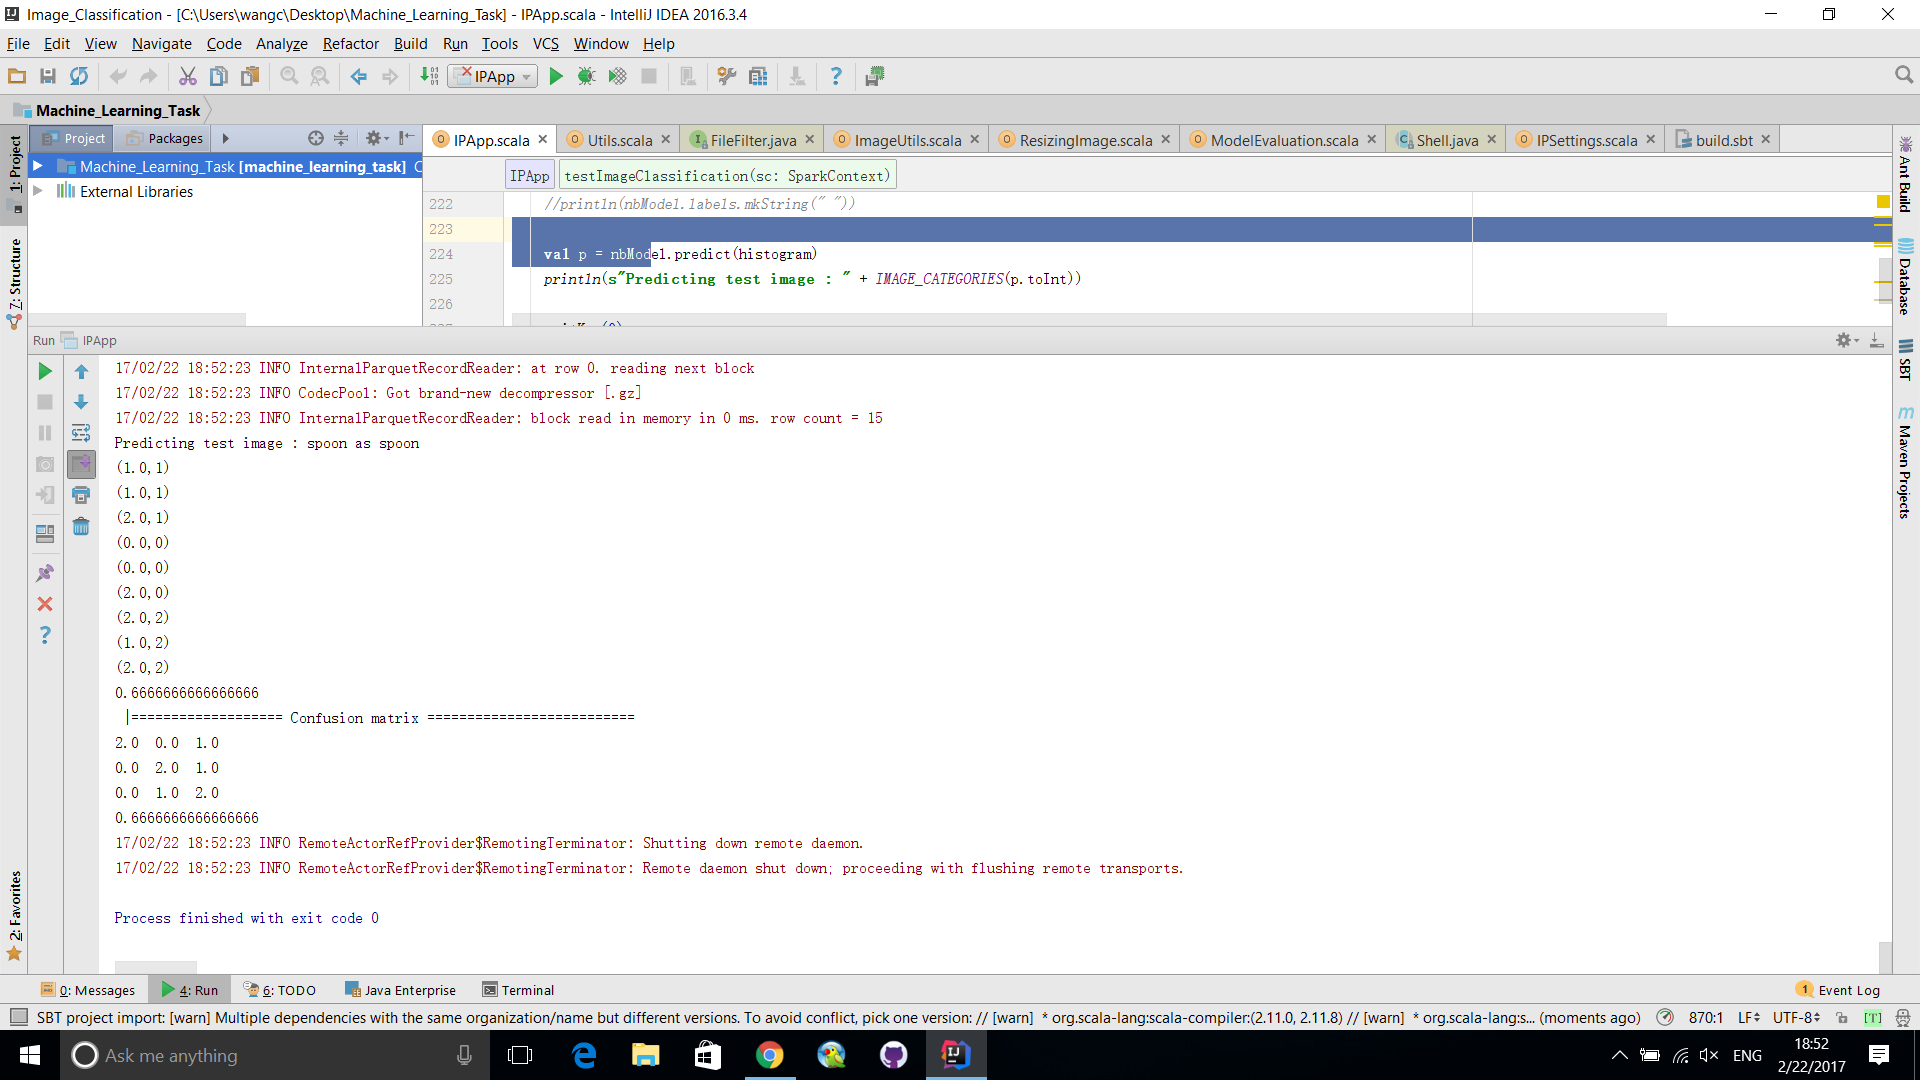 Image_Classification - [C:\Users\wangc\Desktop\Machine_Learning_Task] - IPApp.scala - IntelliJ IDEA 2016.3.4
File Edit View Navigate Code Analyze Refactor Build Run Tools VCS Window Help
IPApp
Machine_Learning_Task
Project Packages
IPApp.scala Utils.scala FileFilter.java ImageUtils.scala ResizingImage.scala ModelEvaluation.scala Shell.java IPSettings.scala build.sbt
Machine_Learning_Task [machine_learning_task] C
External Libraries
IPApp testImageClassification(sc: SparkContext)
222 //println(nbModel.labels.mkString(" "))
223
224 val p = nbModel.predict(histogram)
225 println(s"Predicting test image : " + IMAGE_CATEGORIES(p.toInt))
226
1: Project
7: Structure
2: Favorites
Ant Build
Database
SBT
Maven Projects
Run IPApp
17/02/22 18:52:23 INFO InternalParquetRecordReader: at row 0. reading next block
17/02/22 18:52:23 INFO CodecPool: Got brand-new decompressor [.gz]
17/02/22 18:52:23 INFO InternalParquetRecordReader: block read in memory in 0 ms. row count = 15
Predicting test image : spoon as spoon
(1.0,1)
(1.0,1)
(2.0,1)
(0.0,0)
(0.0,0)
(2.0,0)
(2.0,2)
(1.0,2)
(2.0,2)
0.6666666666666666
|=================== Confusion matrix ==========================
2.0 0.0 1.0
0.0 2.0 1.0
0.0 1.0 2.0
0.6666666666666666
17/02/22 18:52:23 INFO RemoteActorRefProvider$RemotingTerminator: Shutting down remote daemon.
17/02/22 18:52:23 INFO RemoteActorRefProvider$RemotingTerminator: Remote daemon shut down; proceeding with flushing remote transports.
Process finished with exit code 0
0: Messages 4: Run 6: TODO Java Enterprise Terminal 1 Event Log
SBT project import: [warn] Multiple dependencies with the same organization/name but different versions. To avoid conflict, pick one version: // [warn] * org.scala-lang:scala-compiler:(2.11.0, 2.11.8) // [warn] * org.scala-lang:s... (moments ago) 870:1 LF UTF-8 [T]
Ask me anything
ENG
18:52
2/22/2017